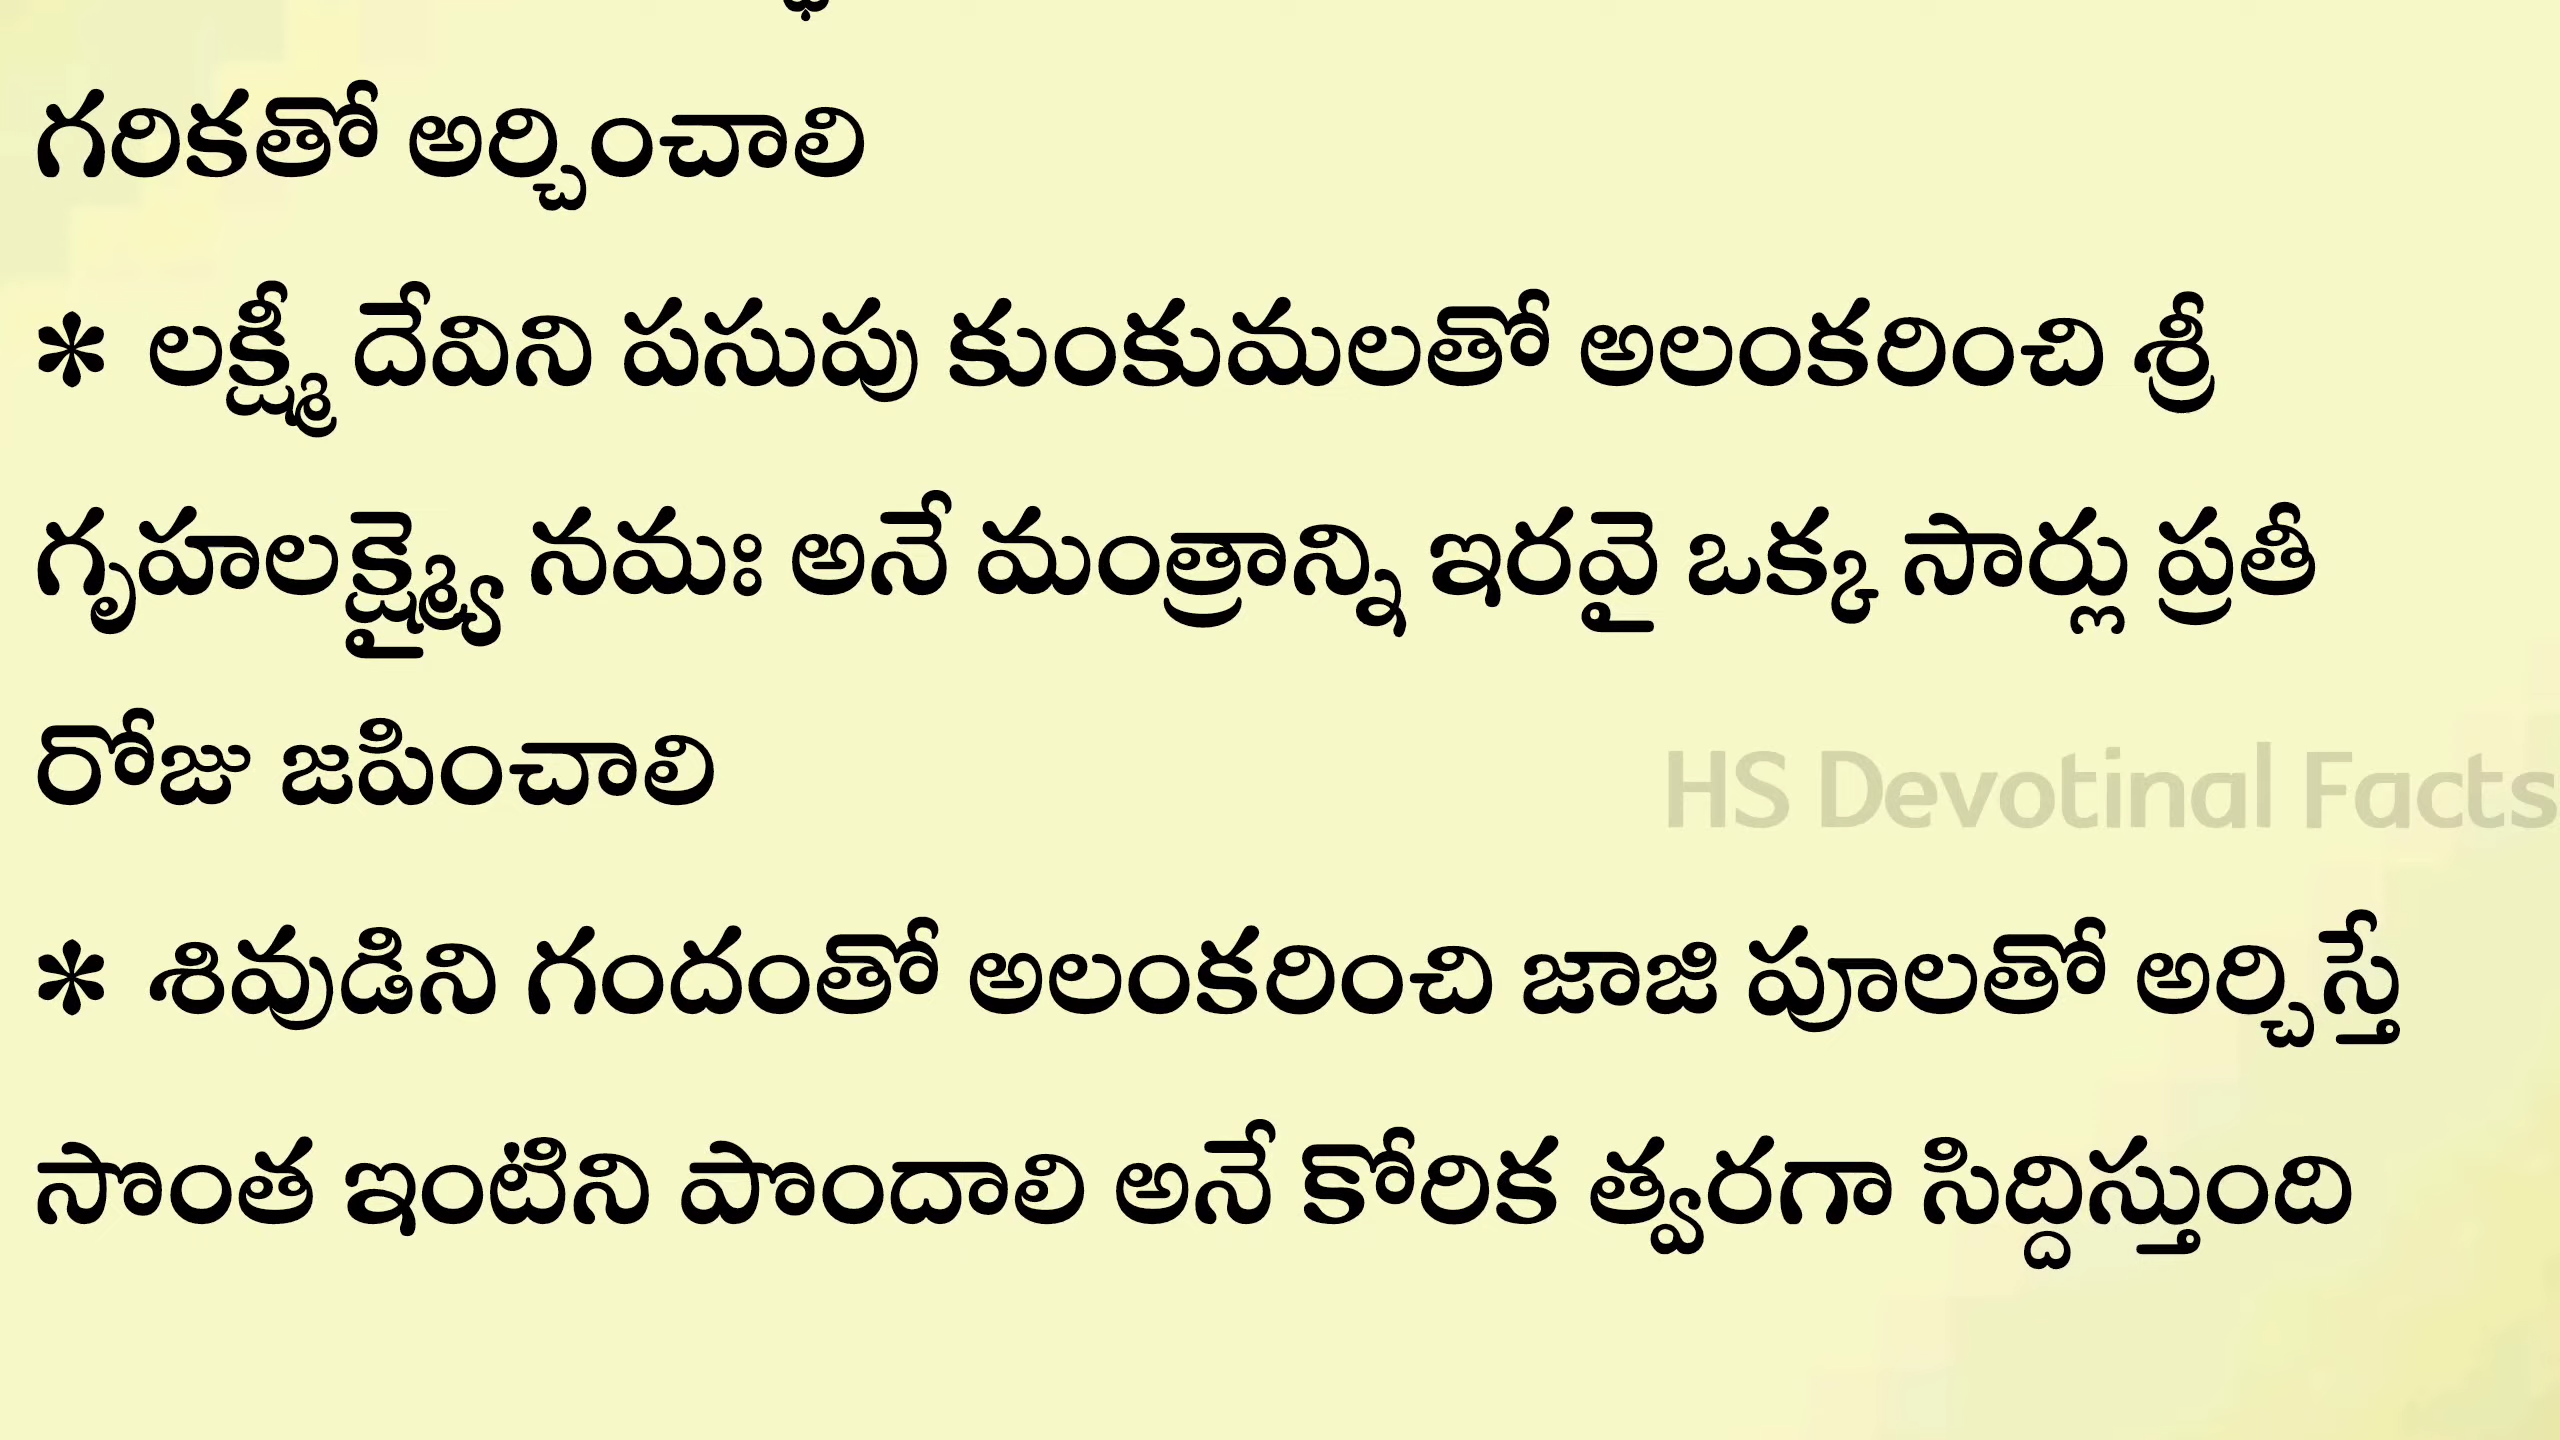 గరికతో అర్చించాలి
* లక్ష్మీ దేవిని పసుపు కుంకుమలతో అలంకరించి శ్రీ
గృహలక్ష్మ్యై నమః అనే మంత్రాన్ని ఇరవై ఒక్క సార్లు ప్రతీ
రోజు జపించాలి
HS Devotinal Facts
* శివుడిని గందంతో అలంకరించి జాజి పూలతో అర్చిస్తే
సొంత ఇంటిని పొందాలి అనే కోరిక త్వరగా సిద్దిస్తుంది